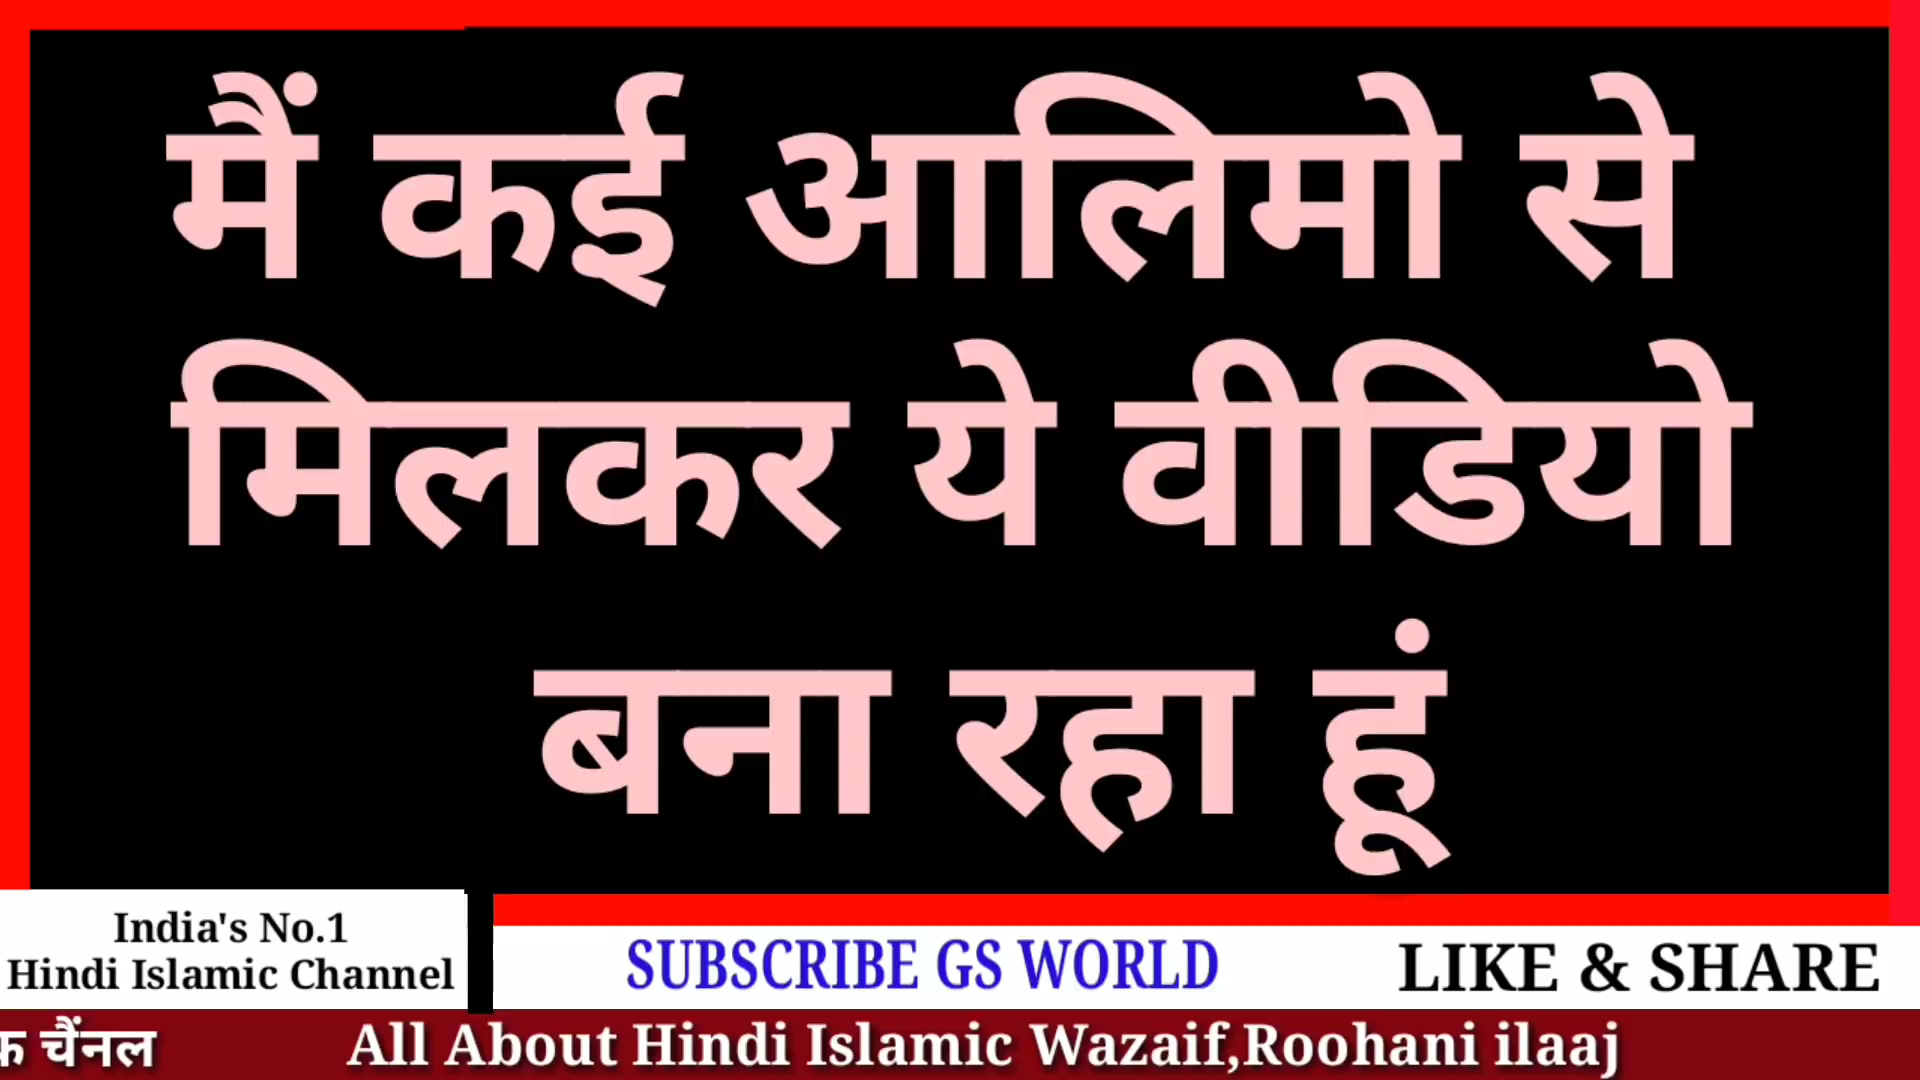 मैं कई आलिमो से
मिलकर ये वीडियो
बना रहा हूं
India's No.1
Hindi Islamic Channel
SUBSCRIBE GS WORLD
LIKE & SHARE
चैंनल All About Hindi Islamic Wazaif,Roohani ilaaj